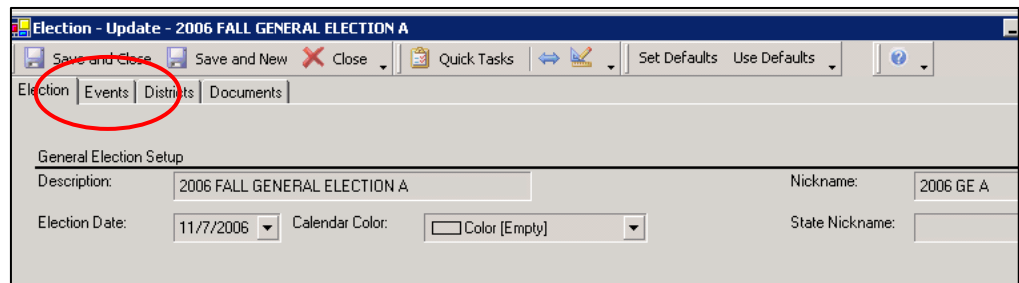 Election - Update - 2006 FALL GENERAL ELECTION A
Save and Close Save and New Close Quick Tasks Set Defaults Use Defaults
Election Events Districts Documents
General Election Setup
Description: 2006 FALL GENERAL ELECTION A Nickname: 2006 GE A
Election Date: 11/7/2006 Calendar Color: Color [Empty] State Nickname: